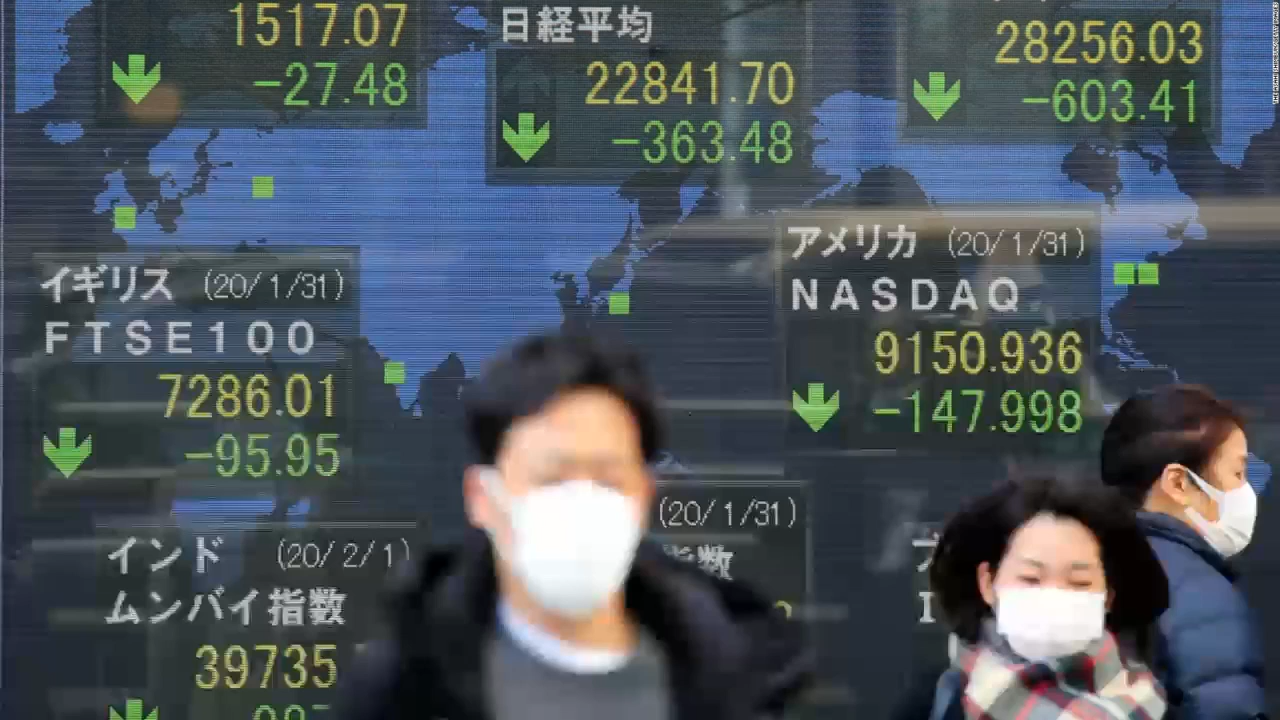 1517.07
-27.48
日経平均
22841.70
-363.48
28256.03
-603.41
イギリス (20/1/31)
FTSE100
7286.01
-95.95
アメリカ (20/1/31)
NASDAQ
9150.936
-147.998
インド (20/2/1)
ムンバイ指数
39735
(20/1/31)
指数